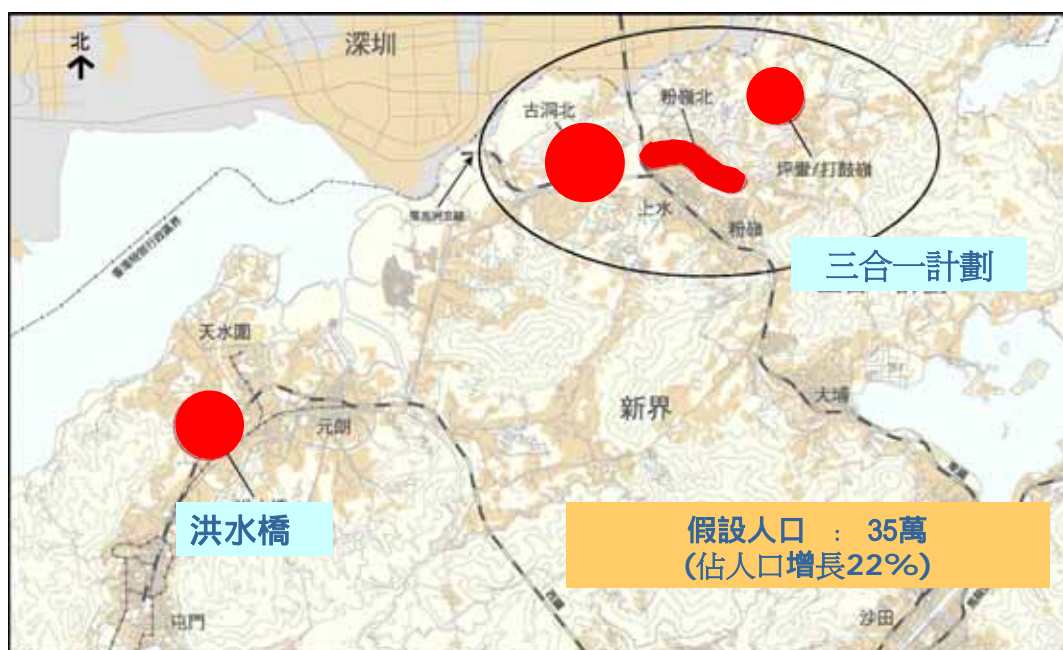 北
深圳
古洞北
粉嶺北
坪輋/打鼓嶺
上水
粉嶺
三合一計劃
天水圍
元朗
新界
大埔
洪水橋
假設人口 : 35萬
(佔人口增長22%)
西鐵
屯門
沙田